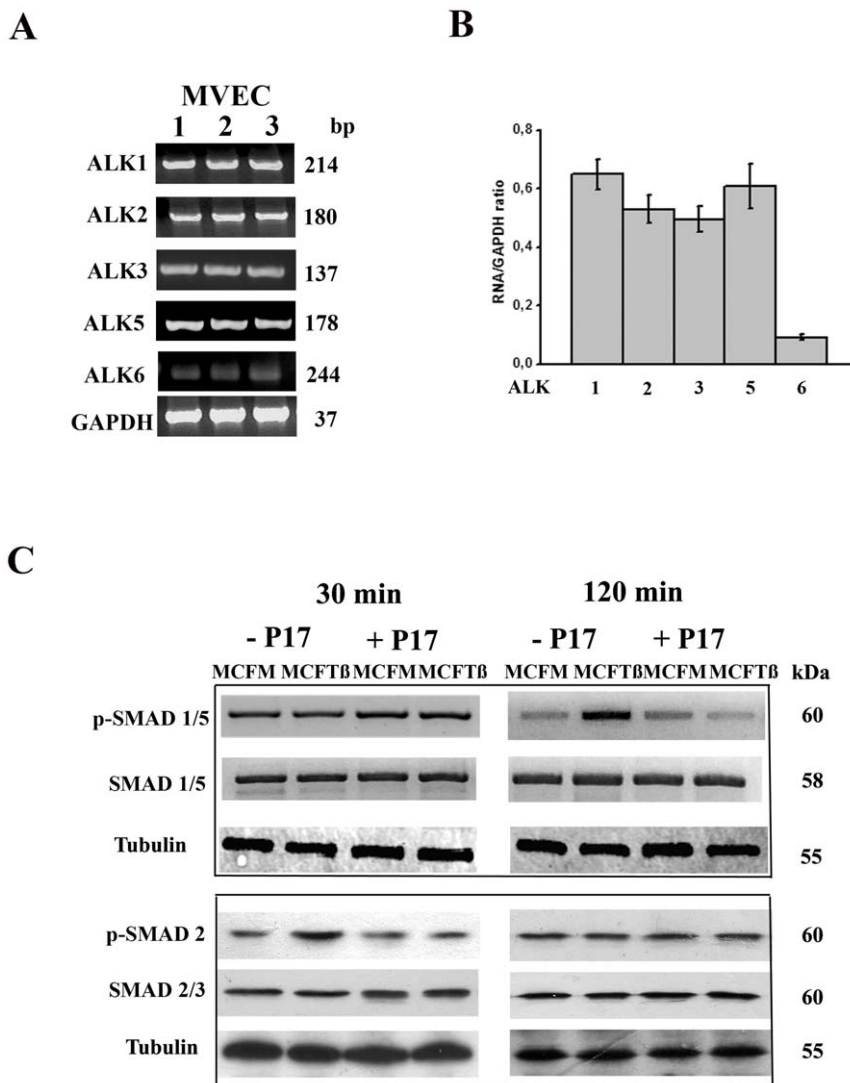 A
MVEC
1 2 3 bp
ALK1 214
ALK2 180
ALK3 137
ALK5 178
ALK6 244
GAPDH 37
B
RNA/GAPDH ratio
0,8
0,6
0,4
0,2
0,0
ALK 1 2 3 5 6
C
30 min 120 min
- P17 + P17 - P17 + P17
MCFM MCFTß MCFM MCFTß MCFM MCFTß MCFM MCFTß kDa
p-SMAD 1/5 60
SMAD 1/5 58
Tubulin 55
p-SMAD 2 60
SMAD 2/3 60
Tubulin 55